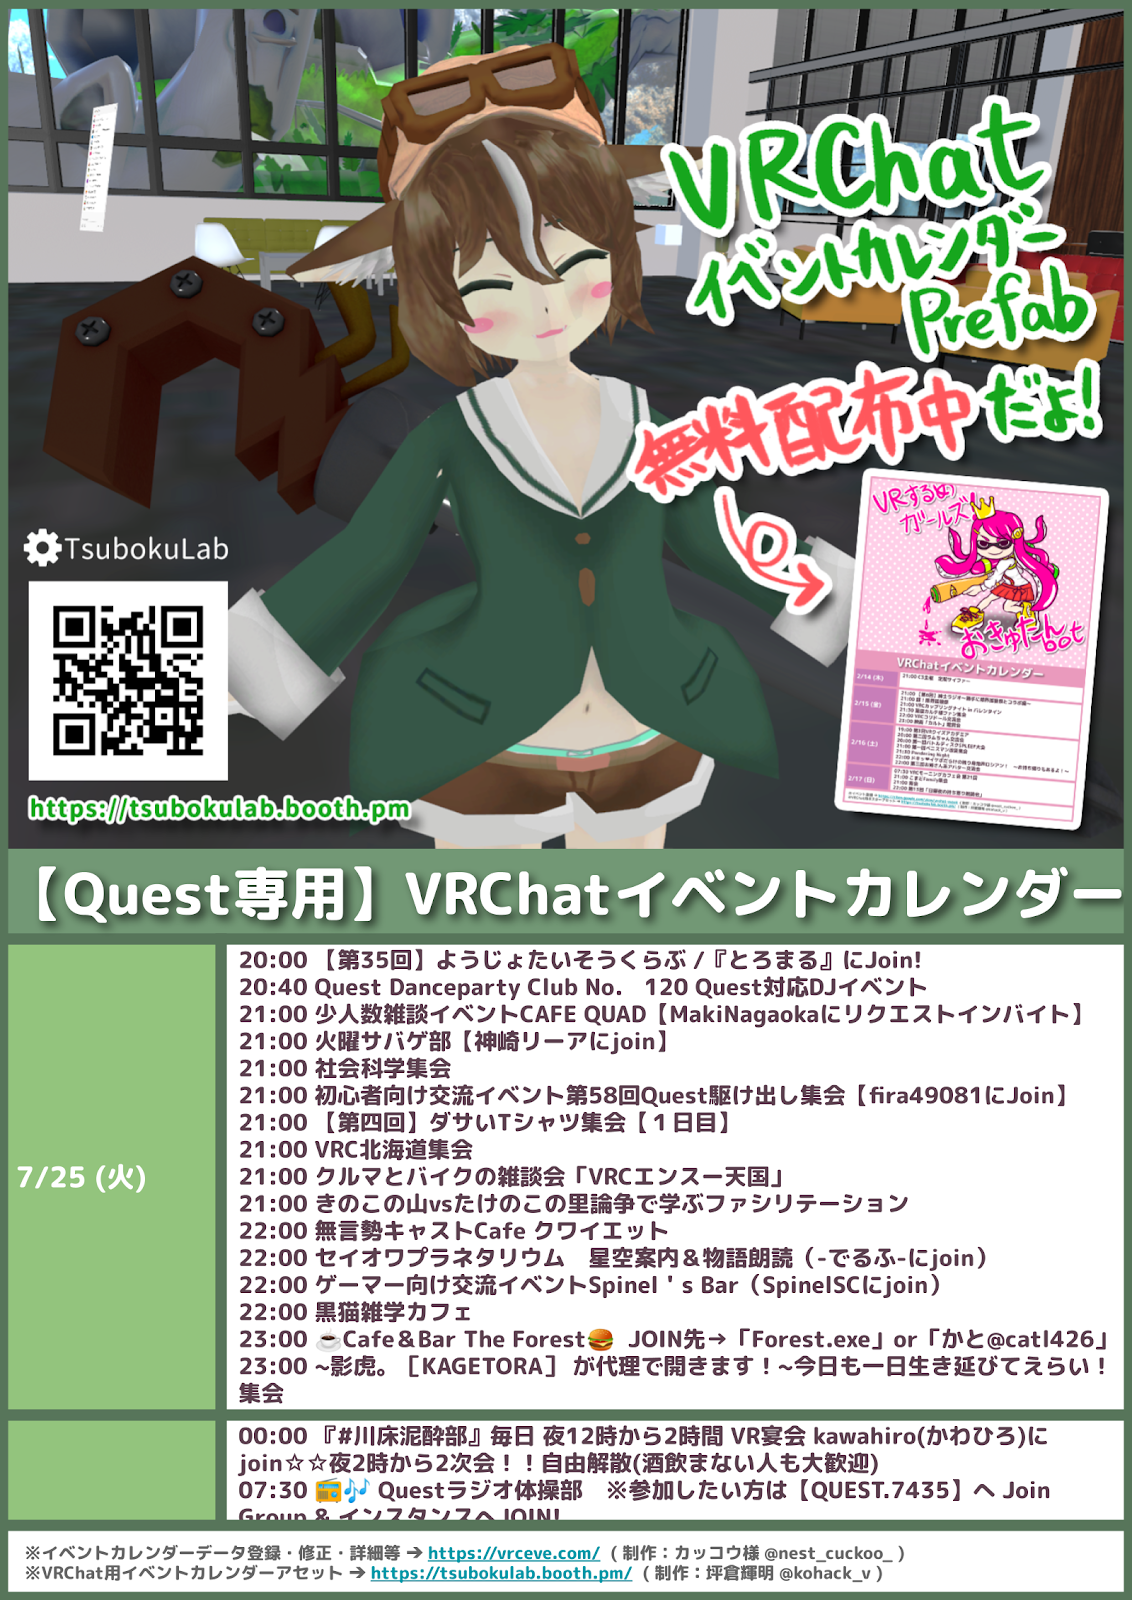 VRChat
イベントカレンダー
Prefab
無料配布中だよ!
VRするめ
ガールズ
おきゅたんbot
VRChatイベントカレンダー
2/14 (木)
2/15 (金)
2/16 (土)
2/17 (日)
TsubokuLab
https://tsubokulab.booth.pm
【Quest専用】VRChatイベントカレンダー
7/25 (火)
20:00 【第35回】ようじょたいそうくらぶ /『とろまる』にJoin!
20:40 Quest Danceparty Club No. 120 Quest対応DJイベント
21:00 少人数雑談イベントCAFE QUAD【MakiNagaokaにリクエストインバイト】
21:00 火曜サバゲ部【神崎リーアにjoin】
21:00 社会科学集会
21:00 初心者向け交流イベント第58回Quest駆け出し集会【fira49081にJoin】
21:00 【第四回】ダサいTシャツ集会【１日目】
21:00 VRC北海道集会
21:00 クルマとバイクの雑談会「VRCエンスー天国」
21:00 きのこの山vsたけのこの里論争で学ぶファシリテーション
22:00 無言勢キャストCafe クワイエット
22:00 セイオワプラネタリウム 星空案内＆物語朗読（-でるふ-にjoin）
22:00 ゲーマー向け交流イベントSpinel ' s Bar（SpinelSCにjoin）
22:00 黒猫雑学カフェ
23:00 ☕Cafe＆Bar The Forest🍔 JOIN先→「Forest.exe」or「かと@catl426」
23:00 ~影虎。［KAGETORA］ が代理で開きます！~今日も一日生き延びてえらい！
集会
00:00 『#川床泥酔部』毎日 夜12時から2時間 VR宴会 kawahiro(かわひろ)に
join☆☆夜2時から2次会！！自由解散(酒飲まない人も大歓迎)
07:30 📻🎶 Questラジオ体操部 ※参加したい方は【QUEST.7435】へ Join
Group & インスタンスへJOIN!
※イベントカレンダーデータ登録・修正・詳細等 ➔ https://vrceve.com/ ( 制作：カッコウ様 @nest_cuckoo_ )
※VRChat用イベントカレンダーアセット ➔ https://tsubokulab.booth.pm/ ( 制作：坪倉輝明 @kohack_v )